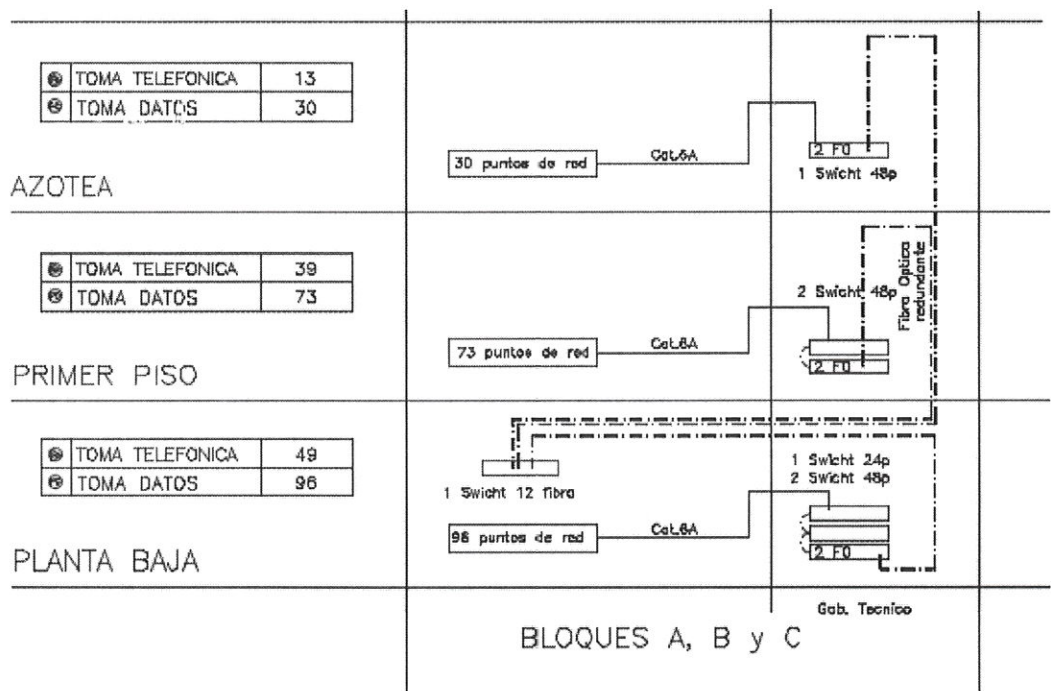 TOMA TELEFONICA 13
TOMA DATOS 30
AZOTEA
30 puntos de red
Cat.6A
2 FO
1 Swicht 48p
TOMA TELEFONICA 39
TOMA DATOS 73
PRIMER PISO
73 puntos de red
Cat.6A
2 Swicht 48p
2 FO
Fibra Optica
redundante
TOMA TELEFONICA 49
TOMA DATOS 96
PLANTA BAJA
1 Swicht 12 fibra
96 puntos de red
Cat.6A
1 Swicht 24p
2 Swicht 48p
2 FO
Gab. Tecnico
BLOQUES A, B y C